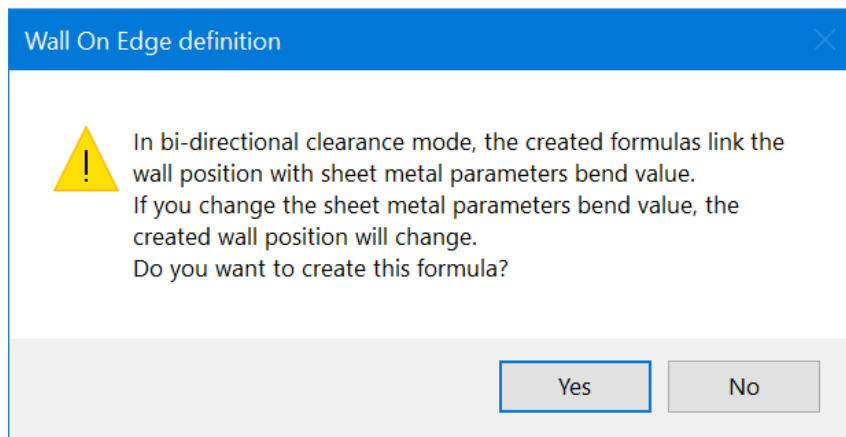 Wall On Edge definition
In bi-directional clearance mode, the created formulas link the
wall position with sheet metal parameters bend value.
If you change the sheet metal parameters bend value, the
created wall position will change.
Do you want to create this formula?
Yes
No